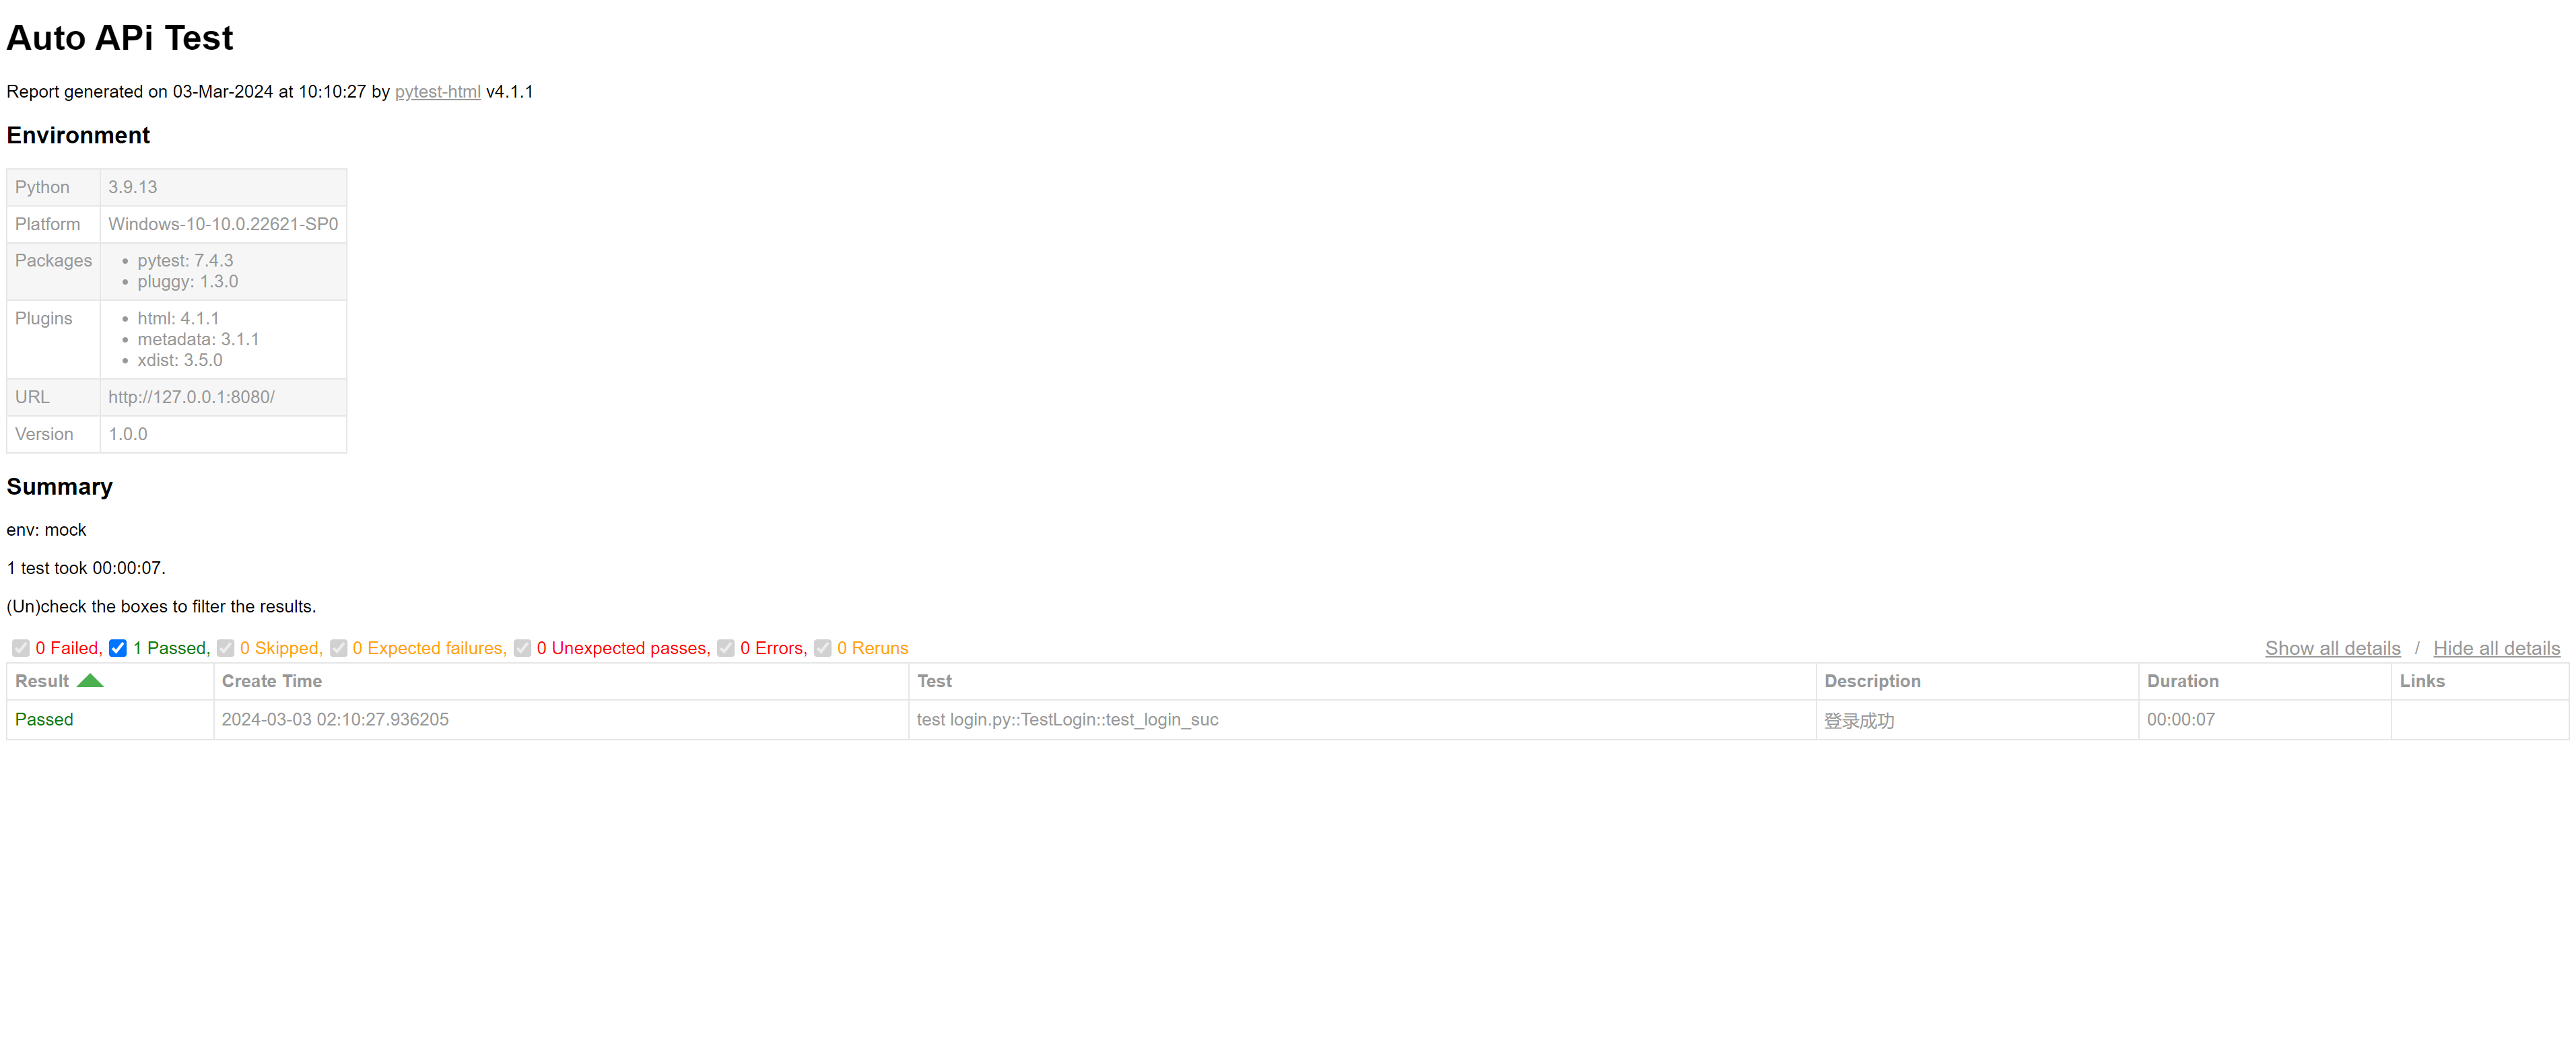 Auto APi Test
Report generated on 03-Mar-2024 at 10:10:27 by pytest-html v4.1.1
Environment
Python 3.9.13
Platform Windows-10-10.0.22621-SP0
Packages
• pytest: 7.4.3
• pluggy: 1.3.0
Plugins
• html: 4.1.1
• metadata: 3.1.1
• xdist: 3.5.0
URL http://127.0.0.1:8080/
Version 1.0.0
Summary
env: mock
1 test took 00:00:07.
(Un)check the boxes to filter the results.
0 Failed, 1 Passed, 0 Skipped, 0 Expected failures, 0 Unexpected passes, 0 Errors, 0 Reruns Show all details / Hide all details
Result Create Time Test Description Duration Links
Passed 2024-03-03 02:10:27.936205 test login.py::TestLogin::test_login_suc 登录成功 00:00:07